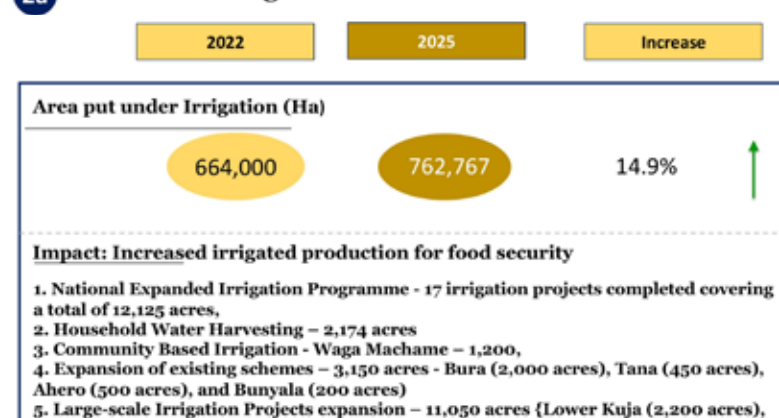 2022 2025 Increase
Area put under Irrigation (Ha)
664,000 762,767 14.9%
Impact: Increased irrigated production for food security
1. National Expanded Irrigation Programme - 17 irrigation projects completed covering
a total of 12,125 acres,
2. Household Water Harvesting – 2,174 acres
3. Community Based Irrigation - Waga Machame – 1,200,
4. Expansion of existing schemes – 3,150 acres - Bura (2,000 acres), Tana (450 acres),
Ahero (500 acres), and Bunyala (200 acres)
5. Large-scale Irrigation Projects expansion – 11,050 acres {Lower Kuja (2,200 acres),